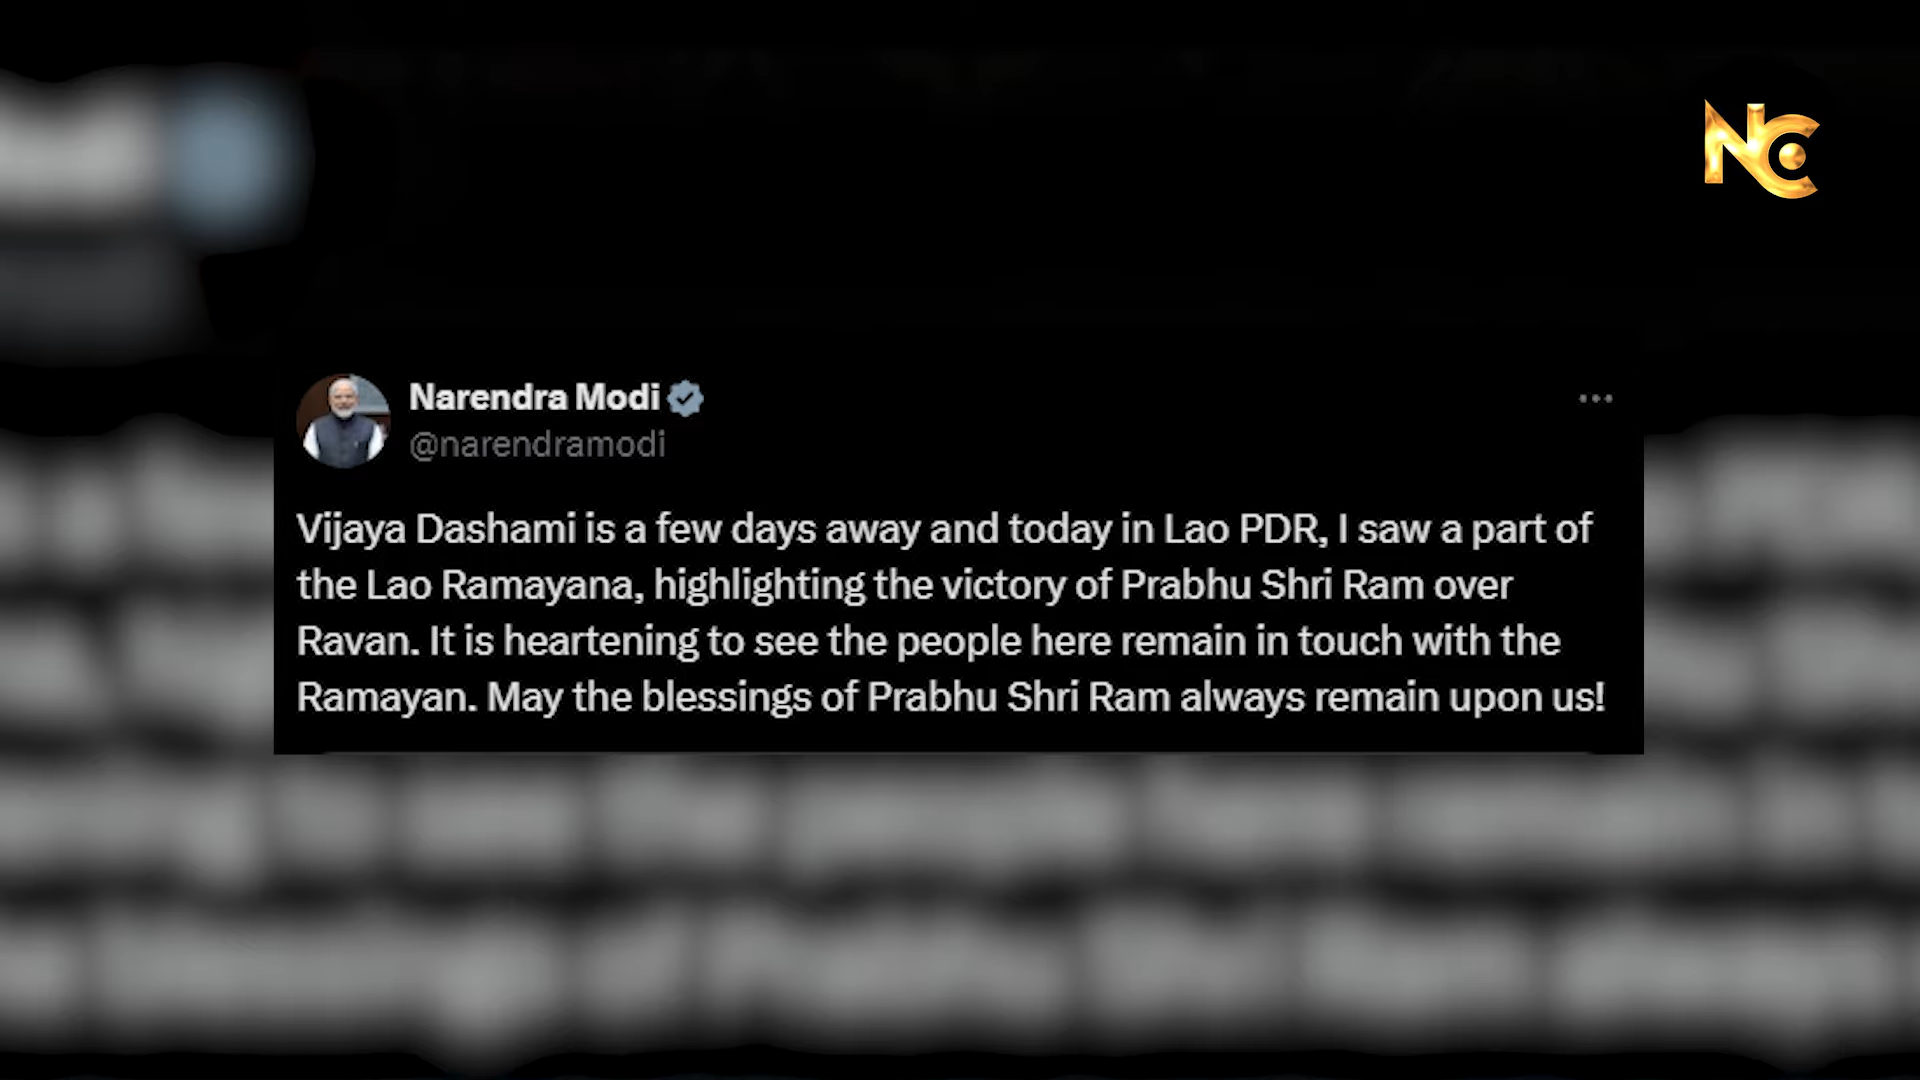 NC
Narendra Modi
@narendramodi
Vijaya Dashami is a few days away and today in Lao PDR, I saw a part of
the Lao Ramayana, highlighting the victory of Prabhu Shri Ram over
Ravan. It is heartening to see the people here remain in touch with the
Ramayan. May the blessings of Prabhu Shri Ram always remain upon us!